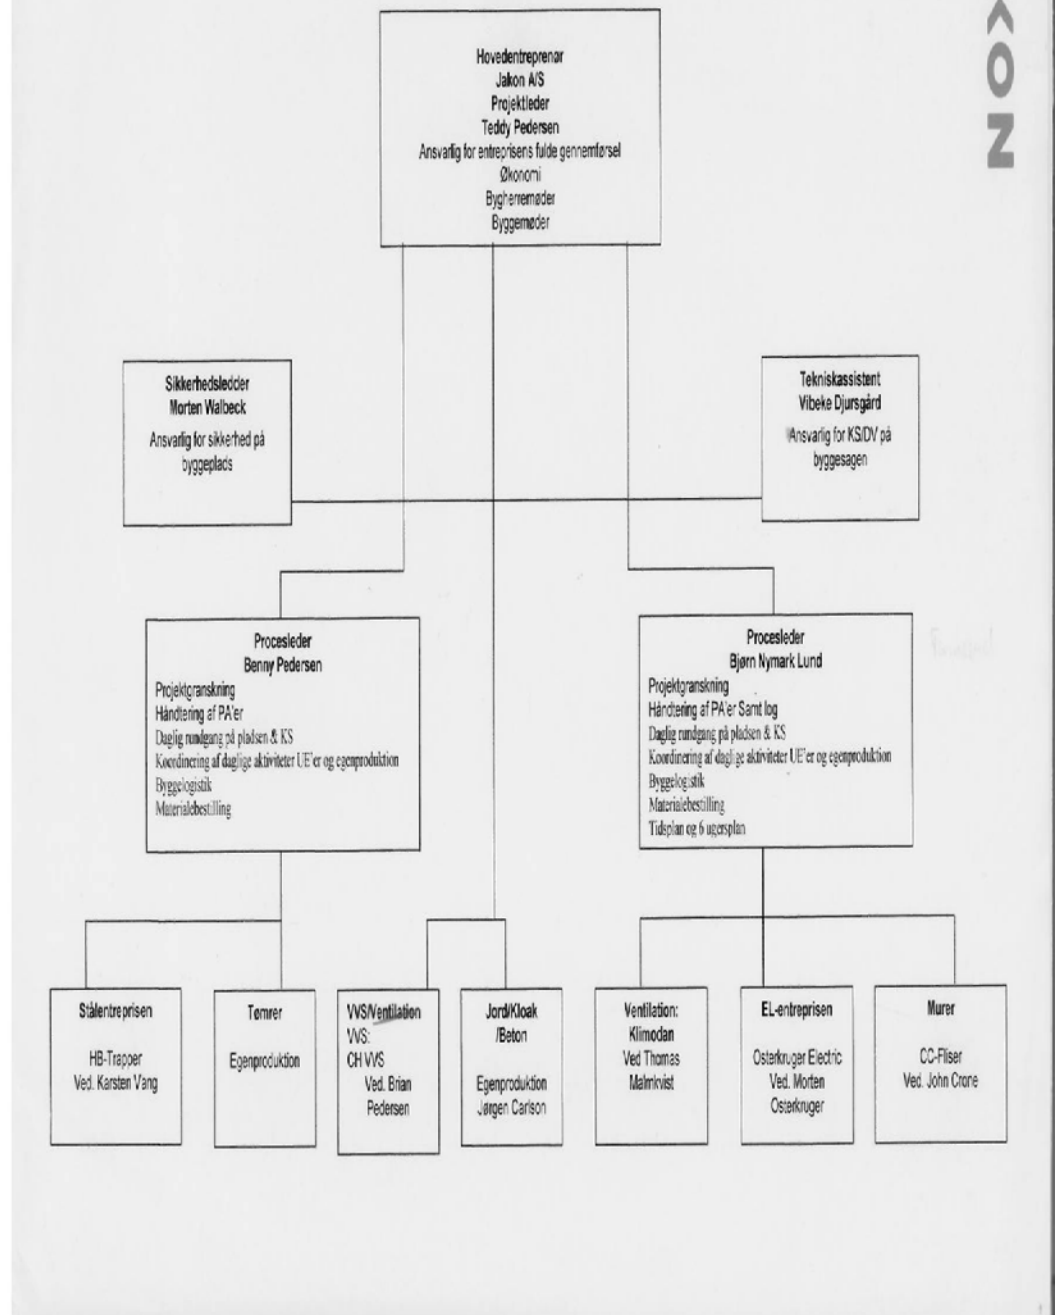 KON
Hovedentreprenør
Jakon A/S
Projektleder
Teddy Pedersen
Ansvarlig for entreprisens fulde gennemførsel
Økonomi
Bygherremøder
Byggemøder
Sikkerhedsledder
Morten Walbeck
Ansvarlig for sikkerhed på
byggeplads
Tekniskassistent
Vibeke Djursgård
Ansvarlig for KS/DV på
byggesagen
Procesleder
Benny Pedersen
Projektgranskning
Håndtering af PA'er
Daglig rundgang på pladsen & KS
Koordinering af daglige aktiviteter UE'er og egenproduktion
Byggelogistik
Materialebestilling
Procesleder
Bjørn Nymark Lund
Projektgranskning
Håndtering af PA'er Samt log
Daglig rundgang på pladsen & KS
Koordinering af daglige aktiviteter UE'er og egenproduktion
Byggelogistik
Materialebestilling
Tidsplan og 6 ugersplan
Stålentreprisen
HB-Trapper
Ved. Karsten Vang
Tømrer
Egenproduktion
VVS/Ventilation
VVS:
CH VVS
Ved. Brian
Pedersen
Jord/Kloak
/Beton
Egenproduktion
Jørgen Carlson
Ventilation:
Klimodan
Ved Thomas
Malmkvist
EL-entreprisen
Osterkruger Electric
Ved. Morten
Osterkruger
Murer
CC-Fliser
Ved. John Crone